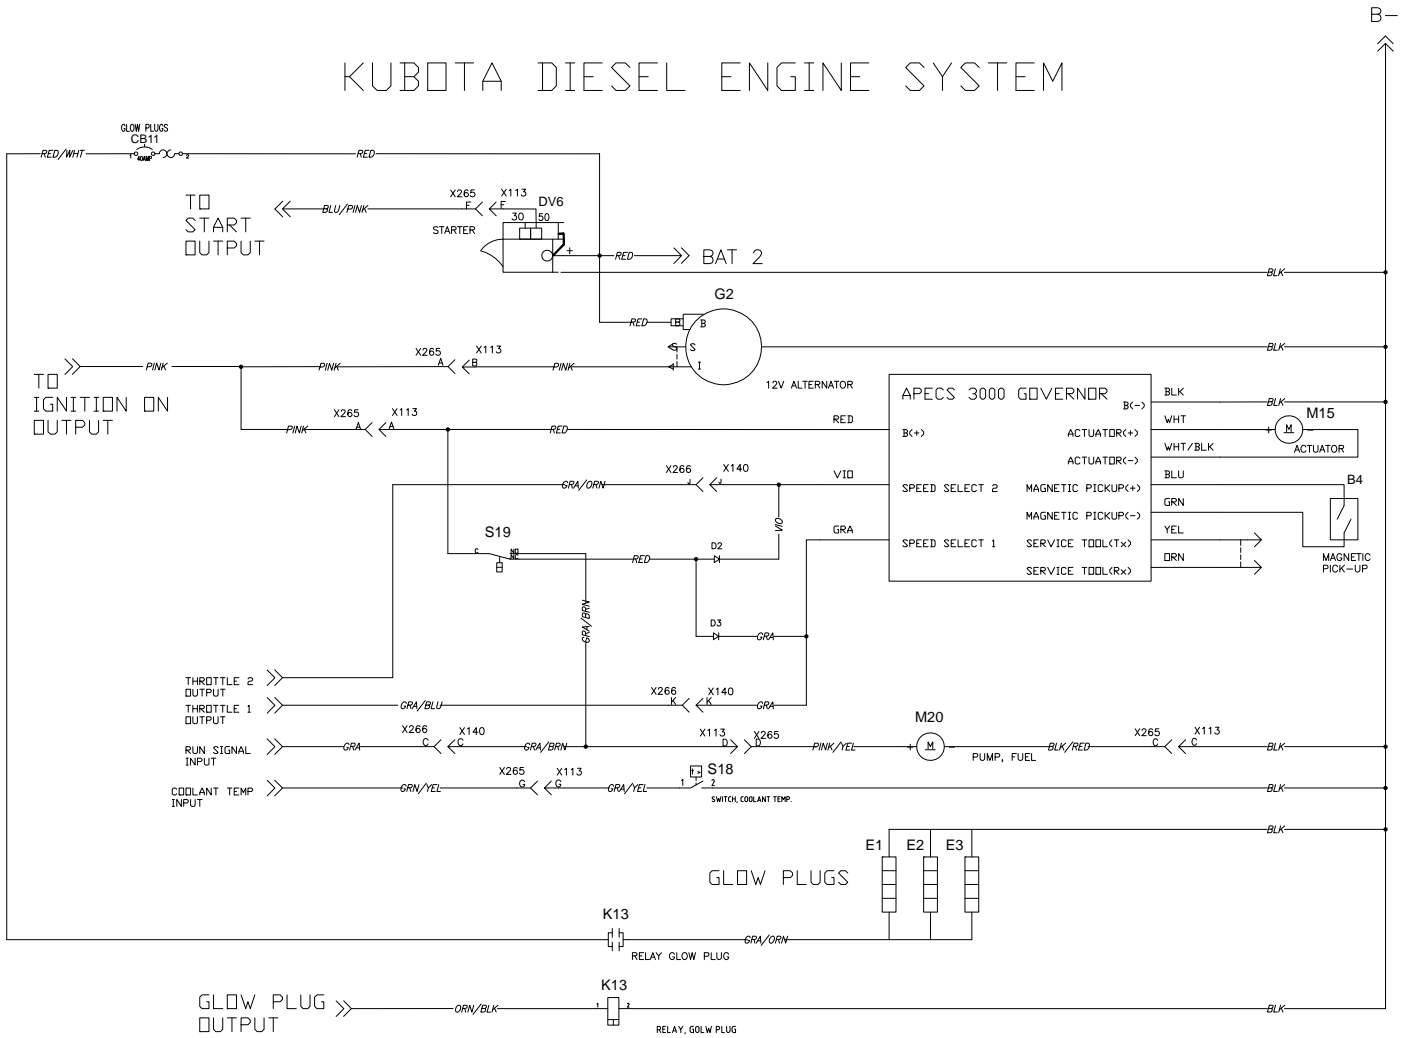 B-
KUBOTA DIESEL ENGINE SYSTEM
GLOW PLUGS
CB11
RED/WHT
1
40AMP
2
RED
TO
START
OUTPUT
BLU/PINK
X265
F
X113
F
DV6
30
50
STARTER
+
RED
BAT 2
BLK
G2
RED
B
B
S
S
I
BLK
12V ALTERNATOR
TO
IGNITION ON
OUTPUT
PINK
PINK
X265
A
X113
B
PINK
PINK
X265
A
X113
A
RED
RED
APECS 3000 GOVERNOR
B(+)
SPEED SELECT 2
SPEED SELECT 1
B(-)
ACTUATOR(+)
ACTUATOR(-)
MAGNETIC PICKUP(+)
MAGNETIC PICKUP(-)
SERVICE TOOL(Tx)
SERVICE TOOL(Rx)
BLK
BLK
WHT
WHT/BLK
BLU
GRN
YEL
ORN
+
M
-
M15
ACTUATOR
B4
MAGNETIC
PICK-UP
GRA/ORN
X266
J
X140
J
VIO
VIO
GRA
S19
C
NO
NC
RED
D2
D3
GRA
GRA/BRN
THROTTLE 2
OUTPUT
THROTTLE 1
OUTPUT
GRA/BLU
X266
K
X140
K
GRA
RUN SIGNAL
INPUT
GRA
X266
C
X140
C
GRA/BRN
X113
D
X265
D
PINK/YEL
M20
+
M
-
PUMP, FUEL
BLK/RED
X265
C
X113
C
BLK
COOLANT TEMP
INPUT
GRN/YEL
X265
G
X113
G
GRA/YEL
1
S18
2
SWITCH, COOLANT TEMP.
BLK
BLK
E1
E2
E3
GLOW PLUGS
K13
RELAY GLOW PLUG
GRA/ORN
GLOW PLUG
OUTPUT
ORN/BLK
K13
1
2
RELAY, GOLW PLUG
BLK